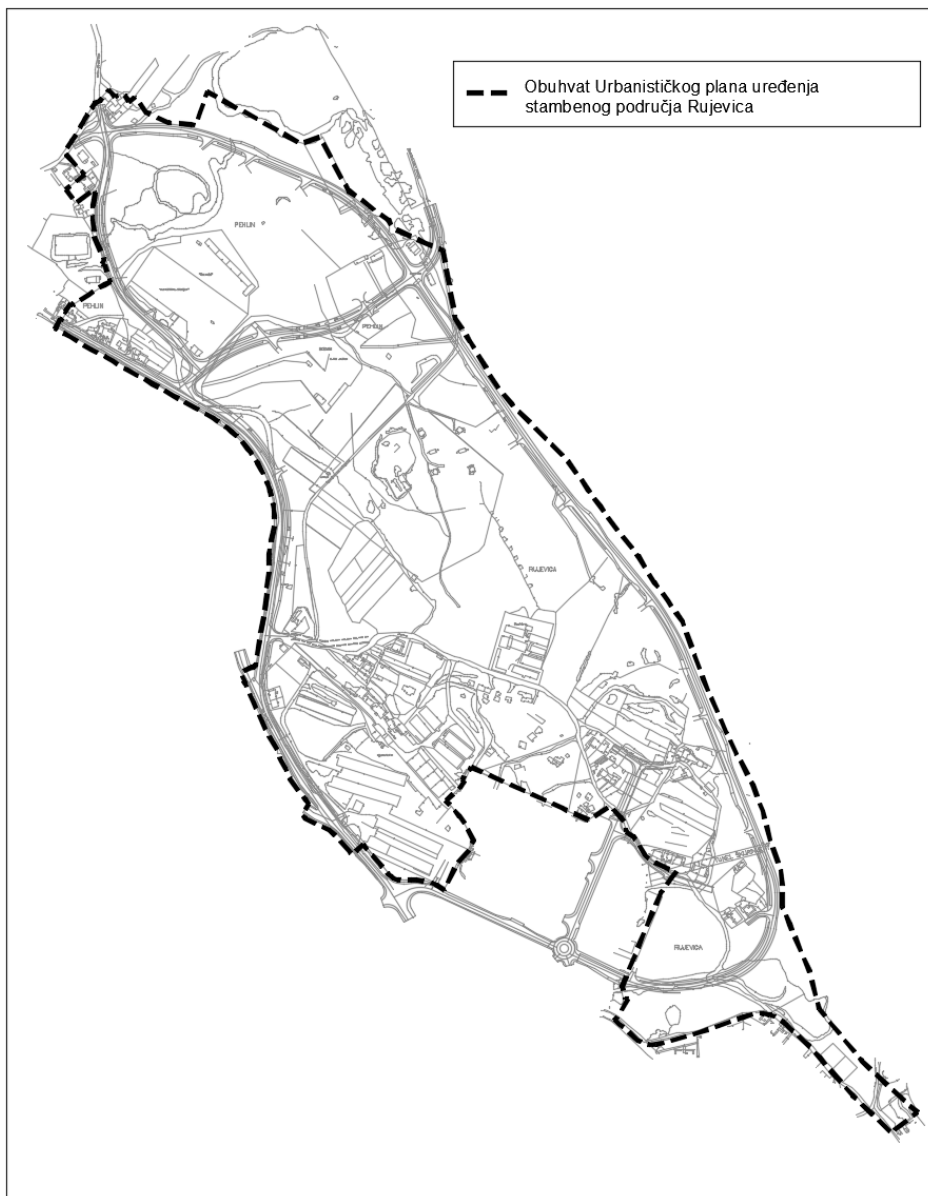 Obuhvat Urbanističkog plana uređenja
stambenog područja Rujevica
PEHLIN
PEHLIN
PEHLIN
RUJEVICA
RUJEVICA